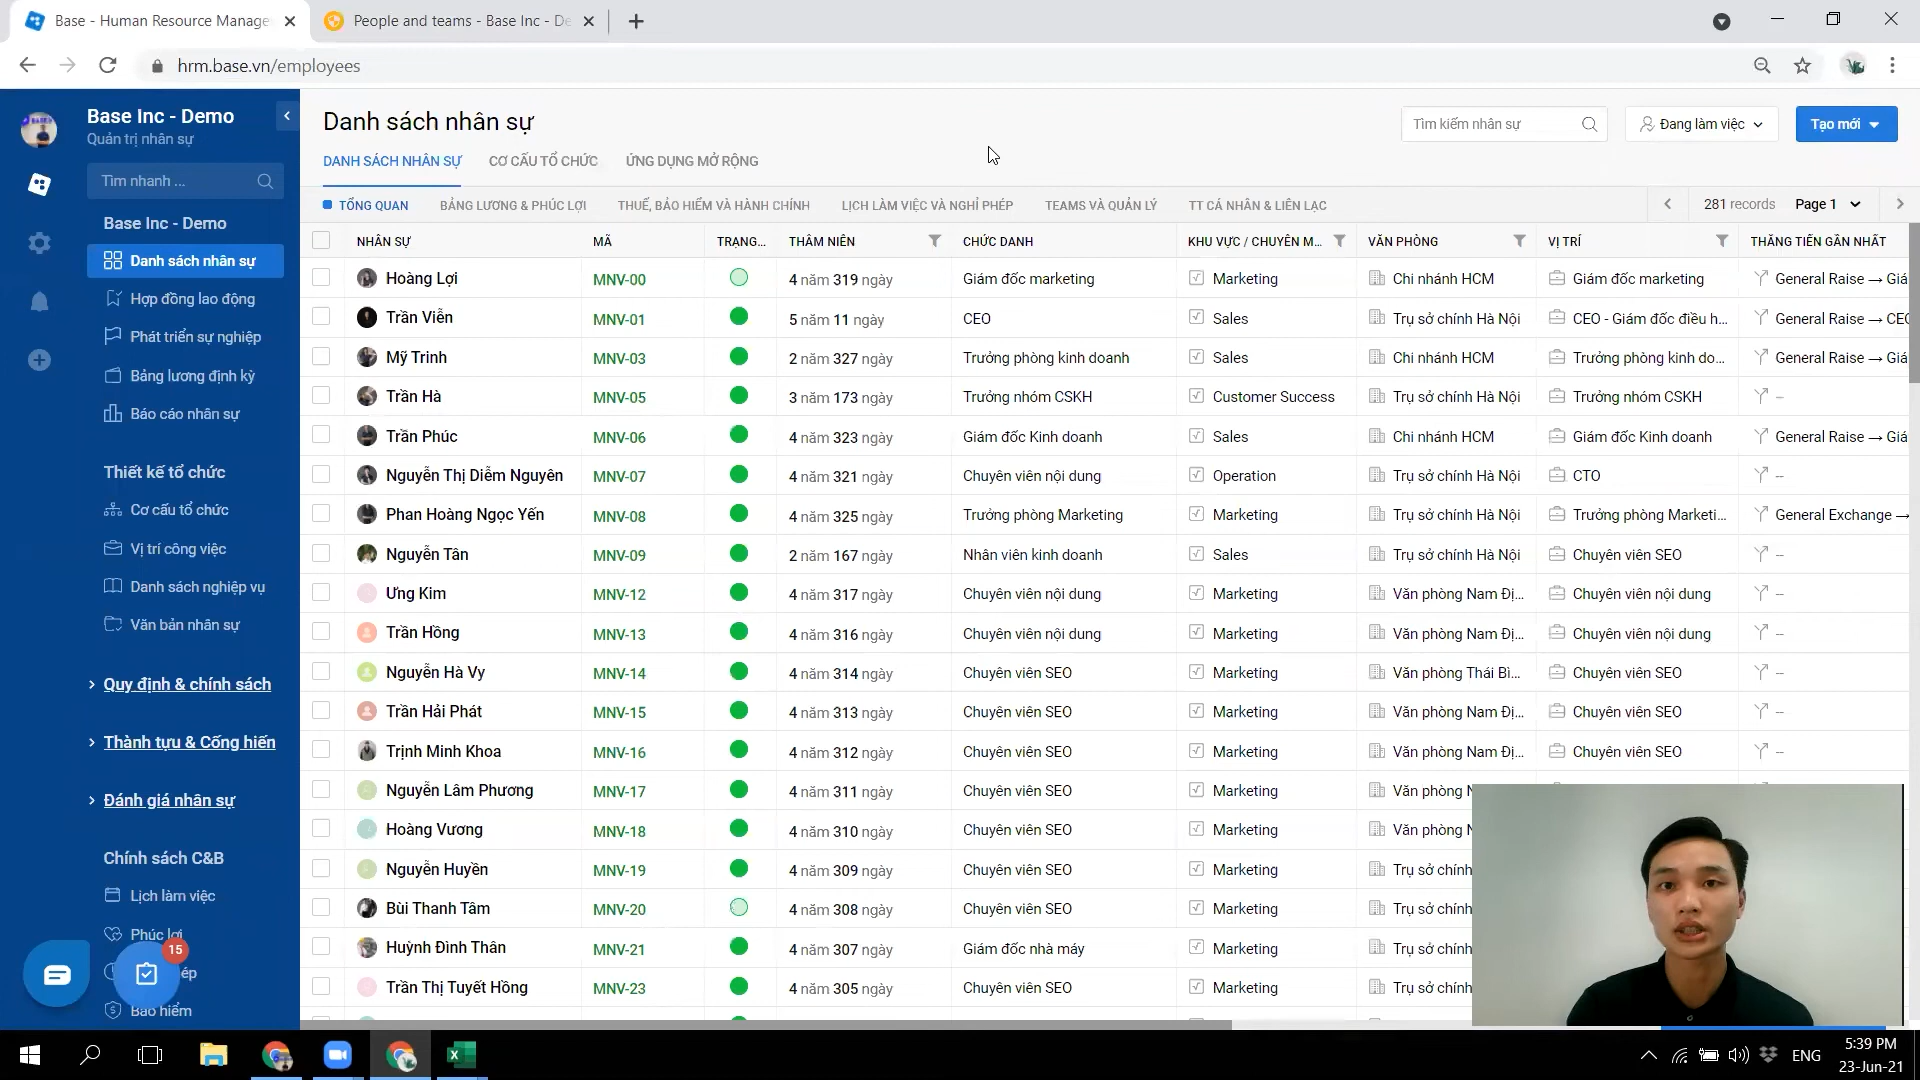 Base - Human Resource Manage
People and teams - Base Inc - De
hrm.base.vn/employees
Base Inc - Demo
Quản trị nhân sự
Tìm nhanh ...
Base Inc - Demo
Danh sách nhân sự
Hợp đồng lao động
Phát triển sự nghiệp
Bảng lương định kỳ
Báo cáo nhân sự
Thiết kế tổ chức
Cơ cấu tổ chức
Vị trí công việc
Danh sách nghiệp vụ
Văn bản nhân sự
Quy định & chính sách
Thành tựu & Cống hiến
Đánh giá nhân sự
Chính sách C&B
Lịch làm việc
Phúc lợi
15
ép
Bảo hiểm
Danh sách nhân sự
Tìm kiếm nhân sự
Đang làm việc
Tạo mới
DANH SÁCH NHÂN SỰ CƠ CẤU TỔ CHỨC ỨNG DỤNG MỞ RỘNG
TỔNG QUAN BẢNG LƯƠNG & PHÚC LỢI THUẾ, BẢO HIỂM VÀ HÀNH CHÍNH LỊCH LÀM VIỆC VÀ NGHỈ PHÉP TEAMS VÀ QUẢN LÝ TT CÁ NHÂN & LIÊN LẠC 281 records Page 1
NHÂN SỰ MÃ TRẠNG... THÂM NIÊN CHỨC DANH KHU VỰC / CHUYÊN M... VĂN PHÒNG VỊ TRÍ THĂNG TIẾN GẦN NHẤT
Hoàng Lợi MNV-00 4 năm 319 ngày Giám đốc marketing Marketing Chi nhánh HCM Giám đốc marketing General Raise → Giá
Trần Viễn MNV-01 5 năm 11 ngày CEO Sales Trụ sở chính Hà Nội CEO - Giám đốc điều h... General Raise → CEO
Mỹ Trinh MNV-03 2 năm 327 ngày Trưởng phòng kinh doanh Sales Chi nhánh HCM Trưởng phòng kinh do... General Raise → Giá
Trần Hà MNV-05 3 năm 173 ngày Trưởng nhóm CSKH Customer Success Trụ sở chính Hà Nội Trưởng nhóm CSKH --
Trần Phúc MNV-06 4 năm 323 ngày Giám đốc Kinh doanh Sales Chi nhánh HCM Giám đốc Kinh doanh General Raise → Giá
Nguyễn Thị Diễm Nguyên MNV-07 4 năm 321 ngày Chuyên viên nội dung Operation Trụ sở chính Hà Nội CTO --
Phan Hoàng Ngọc Yến MNV-08 4 năm 325 ngày Trưởng phòng Marketing Marketing Trụ sở chính Hà Nội Trưởng phòng Marketi... General Exchange →
Nguyễn Tân MNV-09 2 năm 167 ngày Nhân viên kinh doanh Sales Trụ sở chính Hà Nội Chuyên viên SEO --
Ưng Kim MNV-12 4 năm 317 ngày Chuyên viên nội dung Marketing Văn phòng Nam Đị... Chuyên viên nội dung --
Trần Hồng MNV-13 4 năm 316 ngày Chuyên viên nội dung Marketing Văn phòng Nam Đị... Chuyên viên nội dung --
Nguyễn Hà Vy MNV-14 4 năm 314 ngày Chuyên viên SEO Marketing Văn phòng Thái Bì... Chuyên viên SEO --
Trần Hải Phát MNV-15 4 năm 313 ngày Chuyên viên SEO Marketing Văn phòng Nam Đị... Chuyên viên SEO --
Trịnh Minh Khoa MNV-16 4 năm 312 ngày Chuyên viên SEO Marketing Văn phòng Nam Đị... Chuyên viên SEO --
Nguyễn Lâm Phương MNV-17 4 năm 311 ngày Chuyên viên SEO Marketing Văn phòng N
Hoàng Vương MNV-18 4 năm 310 ngày Chuyên viên SEO Marketing Văn phòng N
Nguyễn Huyền MNV-19 4 năm 309 ngày Chuyên viên SEO Marketing Trụ sở chính
Bùi Thanh Tâm MNV-20 4 năm 308 ngày Chuyên viên SEO Marketing Trụ sở chính
Huỳnh Đình Thân MNV-21 4 năm 307 ngày Giám đốc nhà máy Marketing Trụ sở chính
Trần Thị Tuyết Hồng MNV-23 4 năm 305 ngày Chuyên viên SEO Marketing Trụ sở chính
ENG
5:39 PM
23-Jun-21